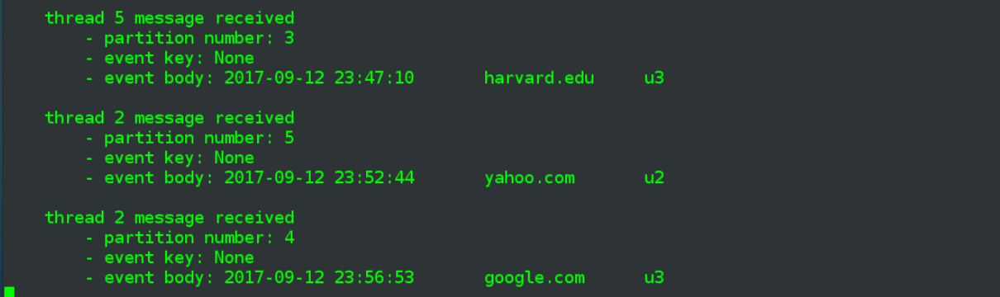 thread 5 message received
- partition number: 3
- event key: None
- event body: 2017-09-12 23:47:10 harvard.edu u3
thread 2 message received
- partition number: 5
- event key: None
- event body: 2017-09-12 23:52:44 yahoo.com u2
thread 2 message received
- partition number: 4
- event key: None
- event body: 2017-09-12 23:56:53 google.com u3